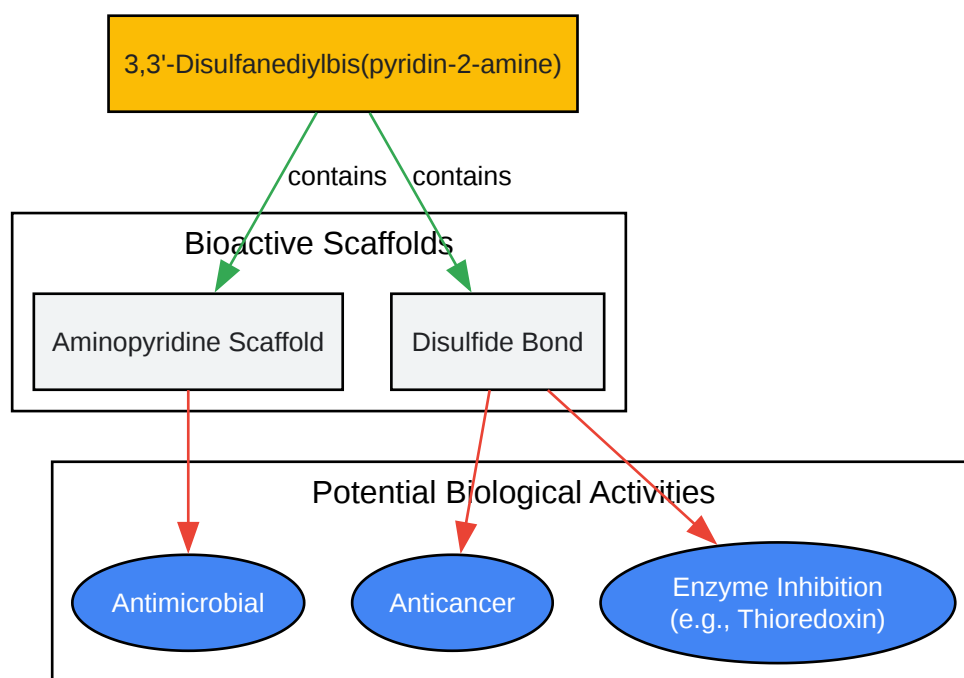 3,3'-Disulfanediylbis(pyridin-2-amine)
contains
contains
Bioactive Scaffolds
Aminopyridine Scaffold
Disulfide Bond
Potential Biological Activities
Antimicrobial
Anticancer
Enzyme Inhibition
(e.g., Thioredoxin)